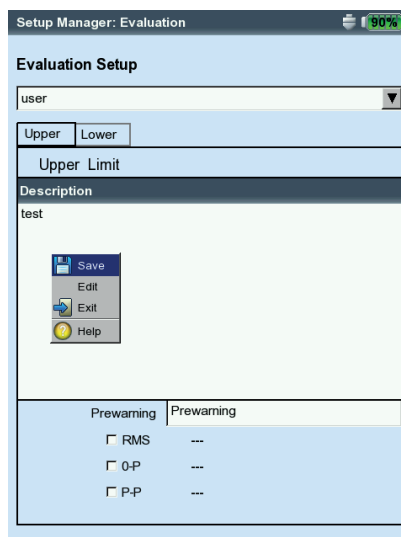 Setup Manager: Evaluation 90%
Evaluation Setup
user
Upper Lower
Upper Limit
Description
test
Save
Edit
Exit
Help
Prewarning Prewarning
RMS ---
0-P ---
P-P ---